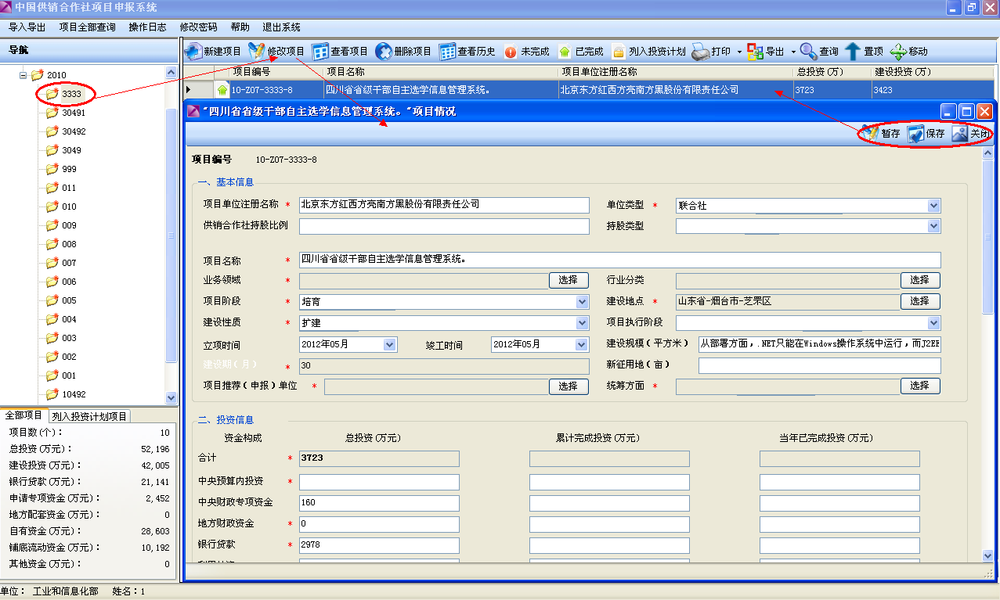 中国供销合作社项目申报系统
导入导出 项目全部查询 操作日志 修改密码 帮助 退出系统
导航
新建项目 修改项目 查看项目 删除项目 查看历史 未完成 已完成 列入投资计划 打印 导出 查询 置顶 移动
2010
3333
30491
30492
3049
999
011
010
009
008
007
006
005
004
003
002
001
10492
项目编号 项目名称 项目单位注册名称 总投资(万) 建设投资(万)
10-Z07-3333-8 四川省省级干部自主选学信息管理系统。 北京东方红西方亮南方黑股份有限责任公司 3723 3423
"四川省省级干部自主选学信息管理系统。"项目情况
暂存 保存 关闭
项目编号 10-Z07-3333-8
一、基本信息
项目单位注册名称 * 北京东方红西方亮南方黑股份有限责任公司 单位类型 * 联合社
供销合作社持股比例 持股类型
项目名称 * 四川省省级干部自主选学信息管理系统。
业务领域 * 选择 行业分类 选择
项目阶段 * 培育 建设地点 * 山东省-烟台市-芝罘区 选择
建设性质 * 扩建 项目执行阶段
立项时间 2012年05月 竣工时间 2012年05月 建设规模(平方米) 从部署方面,.NET只能在Windows操作系统中运行,而J2EE
建设期(月) * 30 新征用地(亩)
项目推荐(申报)单位 * 选择 统筹方面 * 选择
二、投资信息
资金构成 总投资(万元) 累计完成投资(万元) 当年已完成投资(万元)
合计 * 3723
中央预算内投资 *
中央财政专项资金 160
地方财政资金 * 0
银行贷款 * 2978
全部项目 列入投资计划项目
项目数(个): 10
总投资(万元): 52,196
建设投资(万元): 42,005
银行贷款(万元): 21,141
申请专项资金(万元): 2,452
地方配套资金(万元): 0
自有资金(万元): 28,603
铺底流动资金(万元): 10,192
其他资金(万元): 0
单位: 工业和信息化部 姓名:1